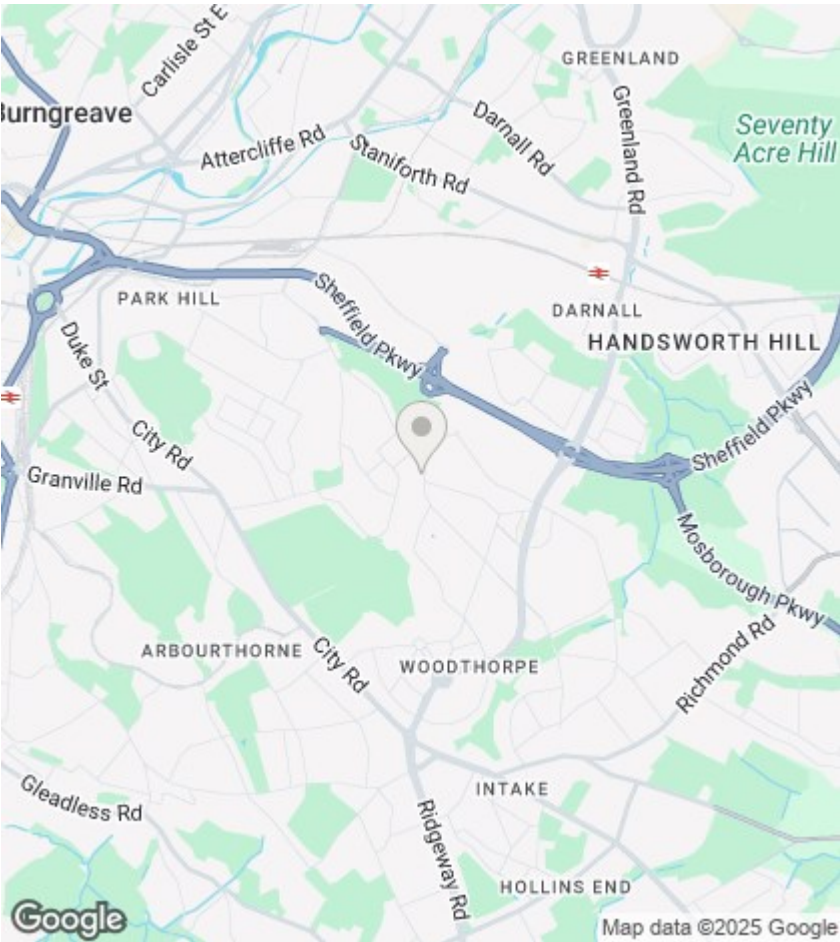 Carlisle St E
GREENLAND
Burngreave
Darnall Rd
Greenland Rd
Seventy
Acre Hill
Attercliffe Rd
Staniforth Rd
PARK HILL
Sheffield Pkwy
DARNALL
HANDSWORTH HILL
Duke St
City Rd
Sheffield Pkwy
Granville Rd
Mosborough Pkwy
ARBOURTHORNE
City Rd
WOODTHORPE
Richmond Rd
Gleadless Rd
INTAKE
Ridgeway Rd
HOLLINS END
Google
Map data ©2025 Google